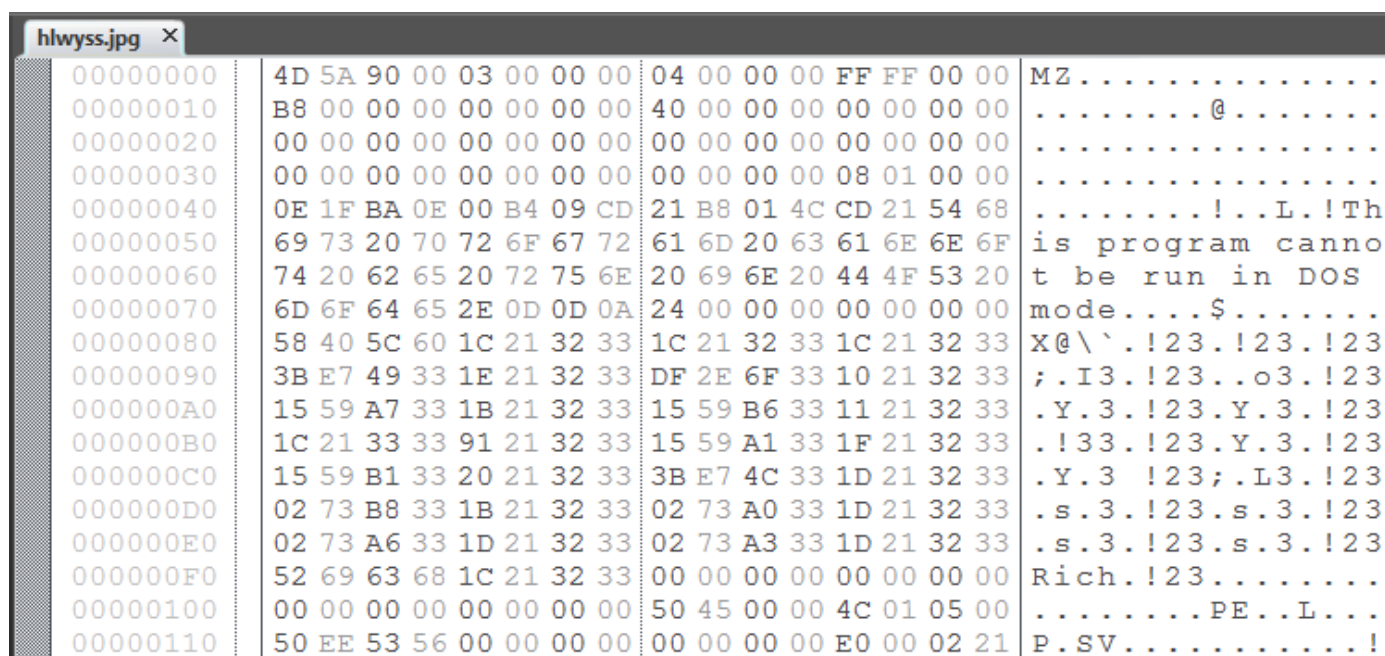 hlwyss.jpg ×
00000000 4D 5A 90 00 03 00 00 00 04 00 00 00 FF FF 00 00 MZ..............
00000010 B8 00 00 00 00 00 00 00 40 00 00 00 00 00 00 00 ........@.......
00000020 00 00 00 00 00 00 00 00 00 00 00 00 00 00 00 00 ................
00000030 00 00 00 00 00 00 00 00 00 00 00 00 08 01 00 00 ................
00000040 0E 1F BA 0E 00 B4 09 CD 21 B8 01 4C CD 21 54 68 ........!..L.!Th
00000050 69 73 20 70 72 6F 67 72 61 6D 20 63 61 6E 6E 6F is program canno
00000060 74 20 62 65 20 72 75 6E 20 69 6E 20 44 4F 53 20 t be run in DOS
00000070 6D 6F 64 65 2E 0D 0D 0A 24 00 00 00 00 00 00 00 mode....$.......
00000080 58 40 5C 60 1C 21 32 33 1C 21 32 33 1C 21 32 33 X@\`.!23.!23.!23
00000090 3B E7 49 33 1E 21 32 33 DF 2E 6F 33 10 21 32 33 ;.I3.!23..o3.!23
000000A0 15 59 A7 33 1B 21 32 33 15 59 B6 33 11 21 32 33 .Y.3.!23.Y.3.!23
000000B0 1C 21 33 33 91 21 32 33 15 59 A1 33 1F 21 32 33 .!33.!23.Y.3.!23
000000C0 15 59 B1 33 20 21 32 33 3B E7 4C 33 1D 21 32 33 .Y.3 !23;.L3.!23
000000D0 02 73 B8 33 1B 21 32 33 02 73 A0 33 1D 21 32 33 .s.3.!23.s.3.!23
000000E0 02 73 A6 33 1D 21 32 33 02 73 A3 33 1D 21 32 33 .s.3.!23.s.3.!23
000000F0 52 69 63 68 1C 21 32 33 00 00 00 00 00 00 00 00 Rich.!23........
00000100 00 00 00 00 00 00 00 00 50 45 00 00 4C 01 05 00 ........PE..L...
00000110 50 EE 53 56 00 00 00 00 00 00 00 00 E0 00 02 21 P.SV...........!